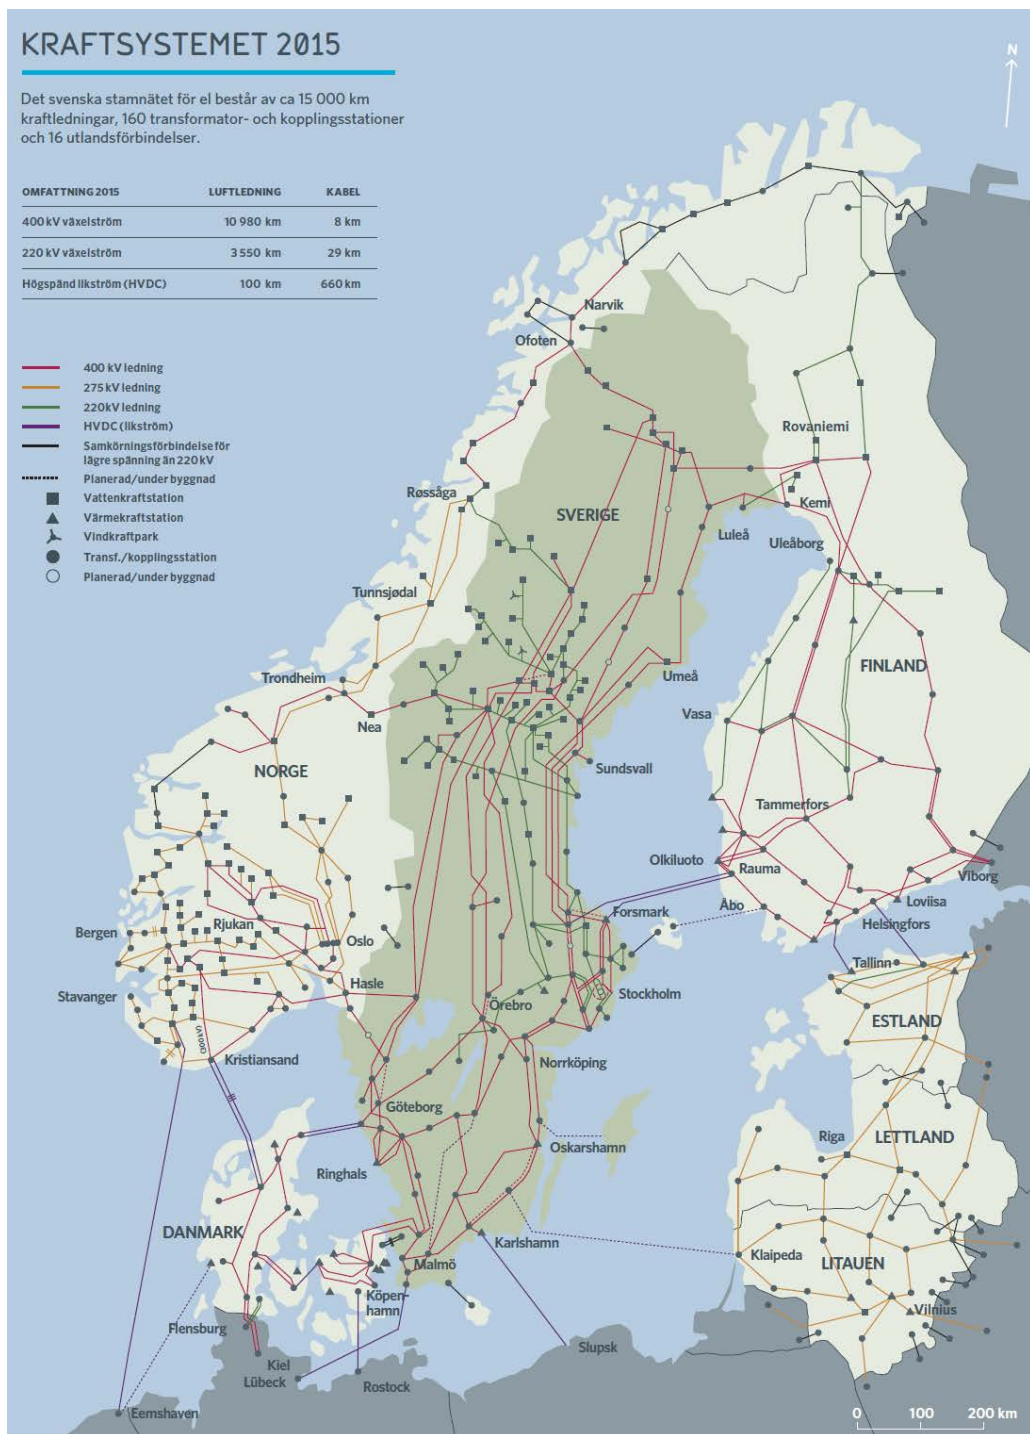 KRAFTSYSTEMET 2015
N
Det svenska stamnätet för el består av ca 15 000 km
kraftledningar, 160 transformator- och kopplingsstationer
och 16 utlandsförbindelser.
OMFATTNING 2015 LUFTLEDNING KABEL
400 kV växelström 10 980 km 8 km
220 kV växelström 3 550 km 29 km
Högspänd likström (HVDC) 100 km 660 km
400 kV ledning
275 kV ledning
220 kV ledning
HVDC (likström)
Samkörningsförbindelse för
lägre spänning än 220 kV
Planerad/under byggnad
Vattenkraftstation
Värmekraftstation
Vindkraftpark
Transf./kopplingsstation
Planerad/under byggnad
Narvik
Ofoten
Rovaniemi
Røssåga
SVERIGE
Kemi
Luleå
Uleåborg
Tunnsjødal
FINLAND
Trondheim
Umeå
Nea
Vasa
NORGE
Sundsvall
Tammerfors
Olkiluoto
Rauma
Viborg
Åbo
Loviisa
Forsmark
Helsingfors
Rjukan
Bergen
Oslo
Tallinn
Hasle
Stavanger
Örebro
Stockholm
ESTLAND
(300 kV)
Kristiansand
Norrköping
Göteborg
Riga
LETTLAND
Oskarshamn
Ringhals
DANMARK
Karlshamn
Klaipeda
Malmö
LITAUEN
Köpen-
hamn
Vilnius
Flensburg
Slupsk
Kiel
Lübeck
Rostock
Eemshaven
0 100 200 km